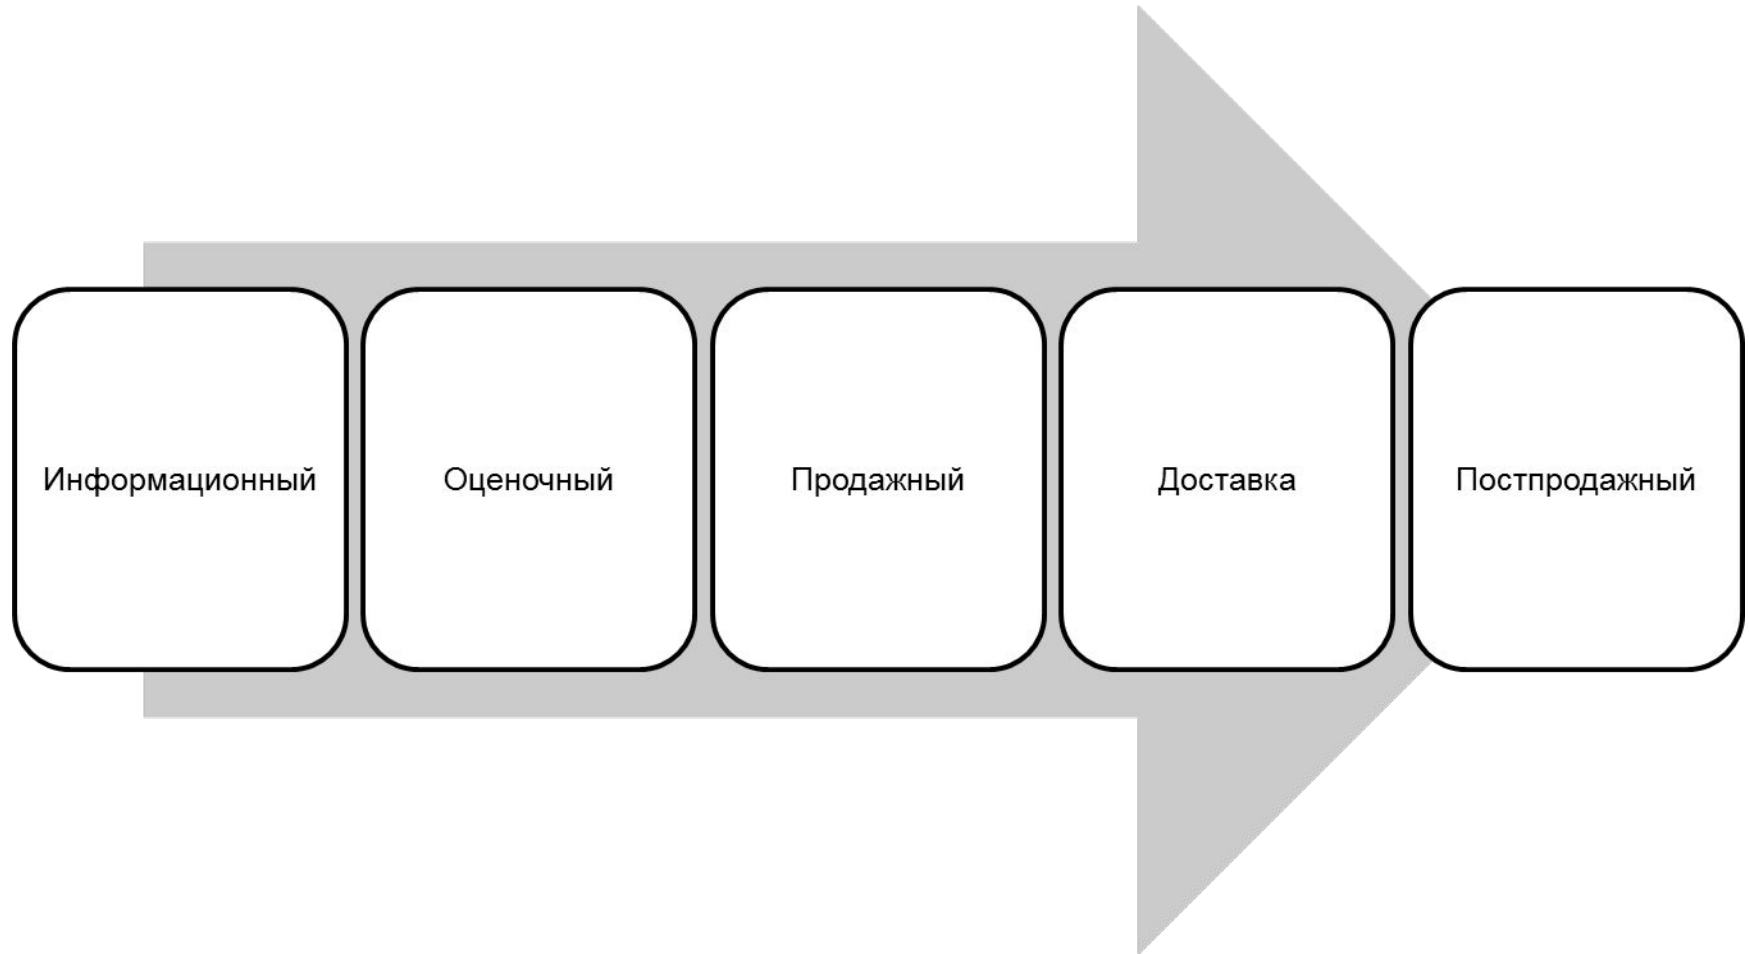 Информационный
Оценочный
Продажный
Доставка
Постпродажный